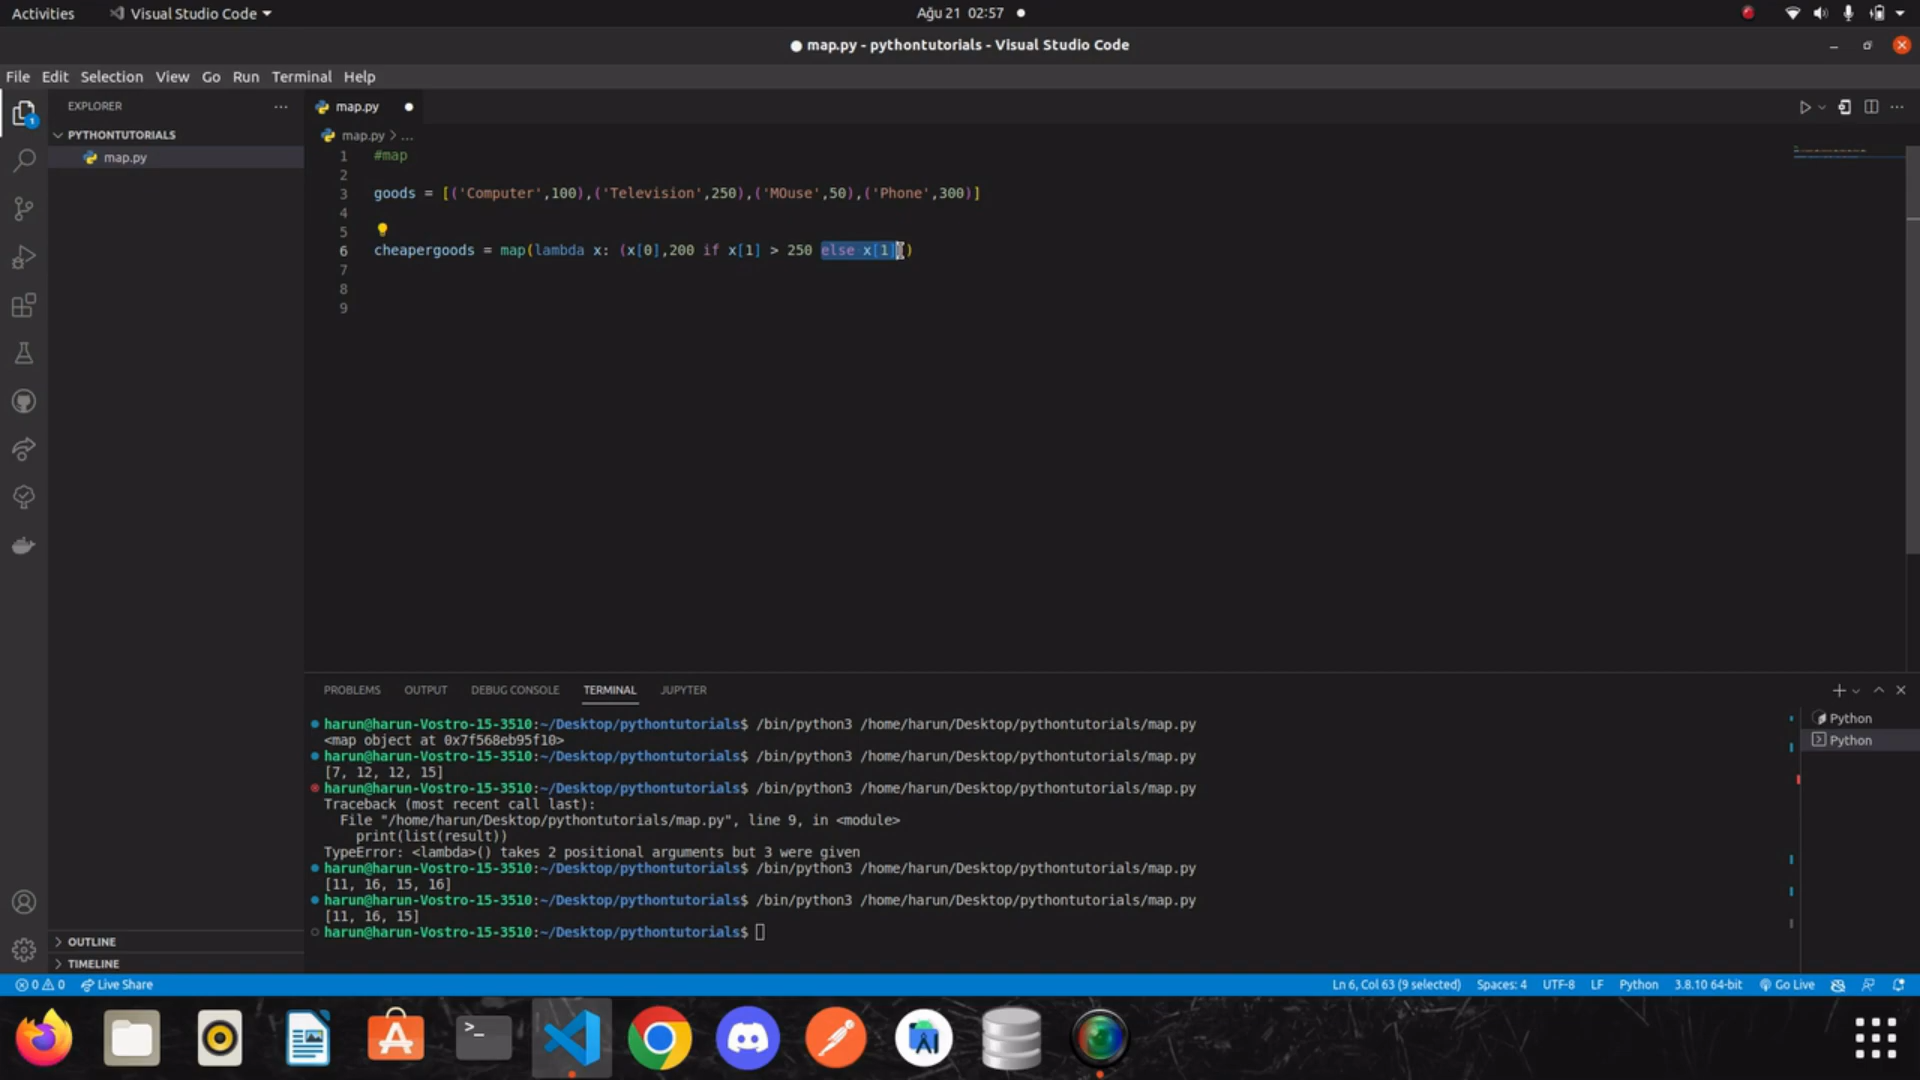 Activities
Visual Studio Code
Ağu 21 02:57
map.py - pythontutorials - Visual Studio Code
File Edit Selection View Go Run Terminal Help
EXPLORER
PYTHONTUTORIALS
map.py
OUTLINE
TIMELINE
map.py
map.py > ...
1 #map
2
3 goods = [('Computer',100),('Television',250),('MOuse',50),('Phone',300)]
4
5
6 cheapergoods = map(lambda x: (x[0],200 if x[1] > 250 else x[1]))
7
8
9
PROBLEMS OUTPUT DEBUG CONSOLE TERMINAL JUPYTER
harun@harun-Vostro-15-3510:~/Desktop/pythontutorials$ /bin/python3 /home/harun/Desktop/pythontutorials/map.py
<map object at 0x7f568eb95f10>
harun@harun-Vostro-15-3510:~/Desktop/pythontutorials$ /bin/python3 /home/harun/Desktop/pythontutorials/map.py
[7, 12, 12, 15]
harun@harun-Vostro-15-3510:~/Desktop/pythontutorials$ /bin/python3 /home/harun/Desktop/pythontutorials/map.py
Traceback (most recent call last):
File "/home/harun/Desktop/pythontutorials/map.py", line 9, in <module>
print(list(result))
TypeError: <lambda>() takes 2 positional arguments but 3 were given
harun@harun-Vostro-15-3510:~/Desktop/pythontutorials$ /bin/python3 /home/harun/Desktop/pythontutorials/map.py
[11, 16, 15, 16]
harun@harun-Vostro-15-3510:~/Desktop/pythontutorials$ /bin/python3 /home/harun/Desktop/pythontutorials/map.py
[11, 16, 15]
harun@harun-Vostro-15-3510:~/Desktop/pythontutorials$
Python
Python
0 0 Live Share
Ln 6, Col 63 (9 selected) Spaces: 4 UTF-8 LF Python 3.8.10 64-bit Go Live